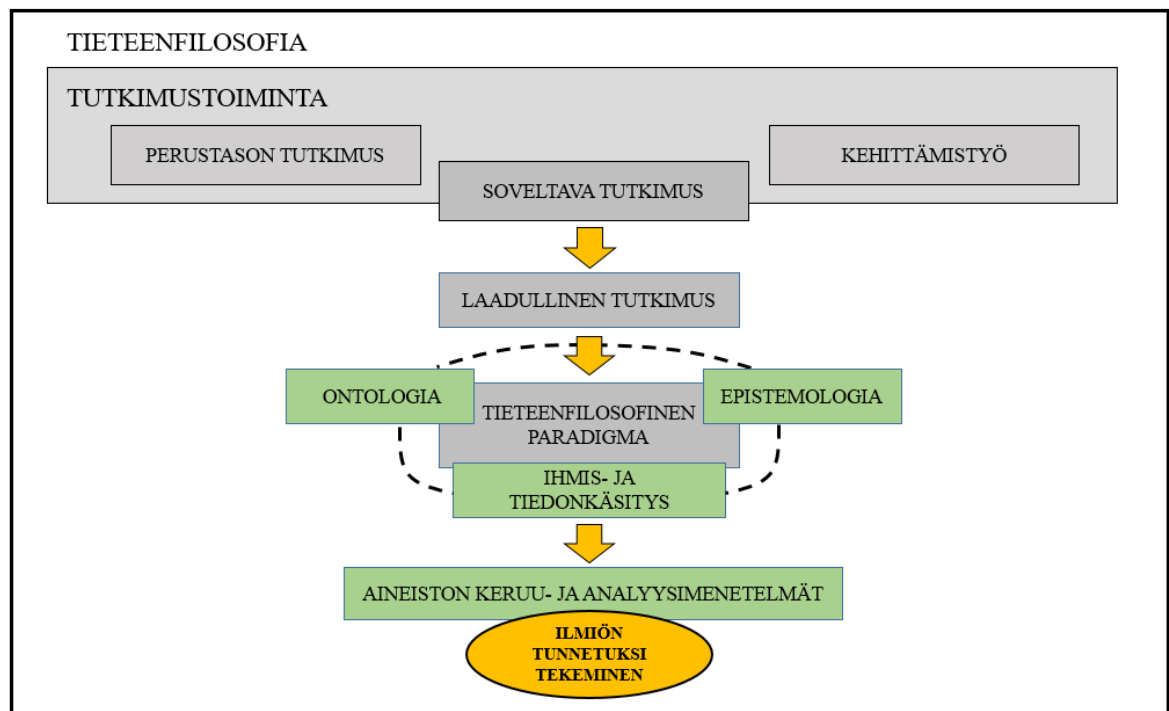 TIETEENFILOSOFIA
TUTKIMUSTOIMINTA
PERUSTASON TUTKIMUS
KEHITTÄMISTYÖ
SOVELTAVA TUTKIMUS
LAADULLINEN TUTKIMUS
ONTOLOGIA
EPISTEMOLOGIA
TIETEENFILOSOFINEN
PARADIGMA
IHMIS- JA
TIEDONKÄSITYS
AINEISTON KERUU- JA ANALYYSIMENETELMÄT
ILMIÖN
TUNNETUKSI
TEKEMINEN